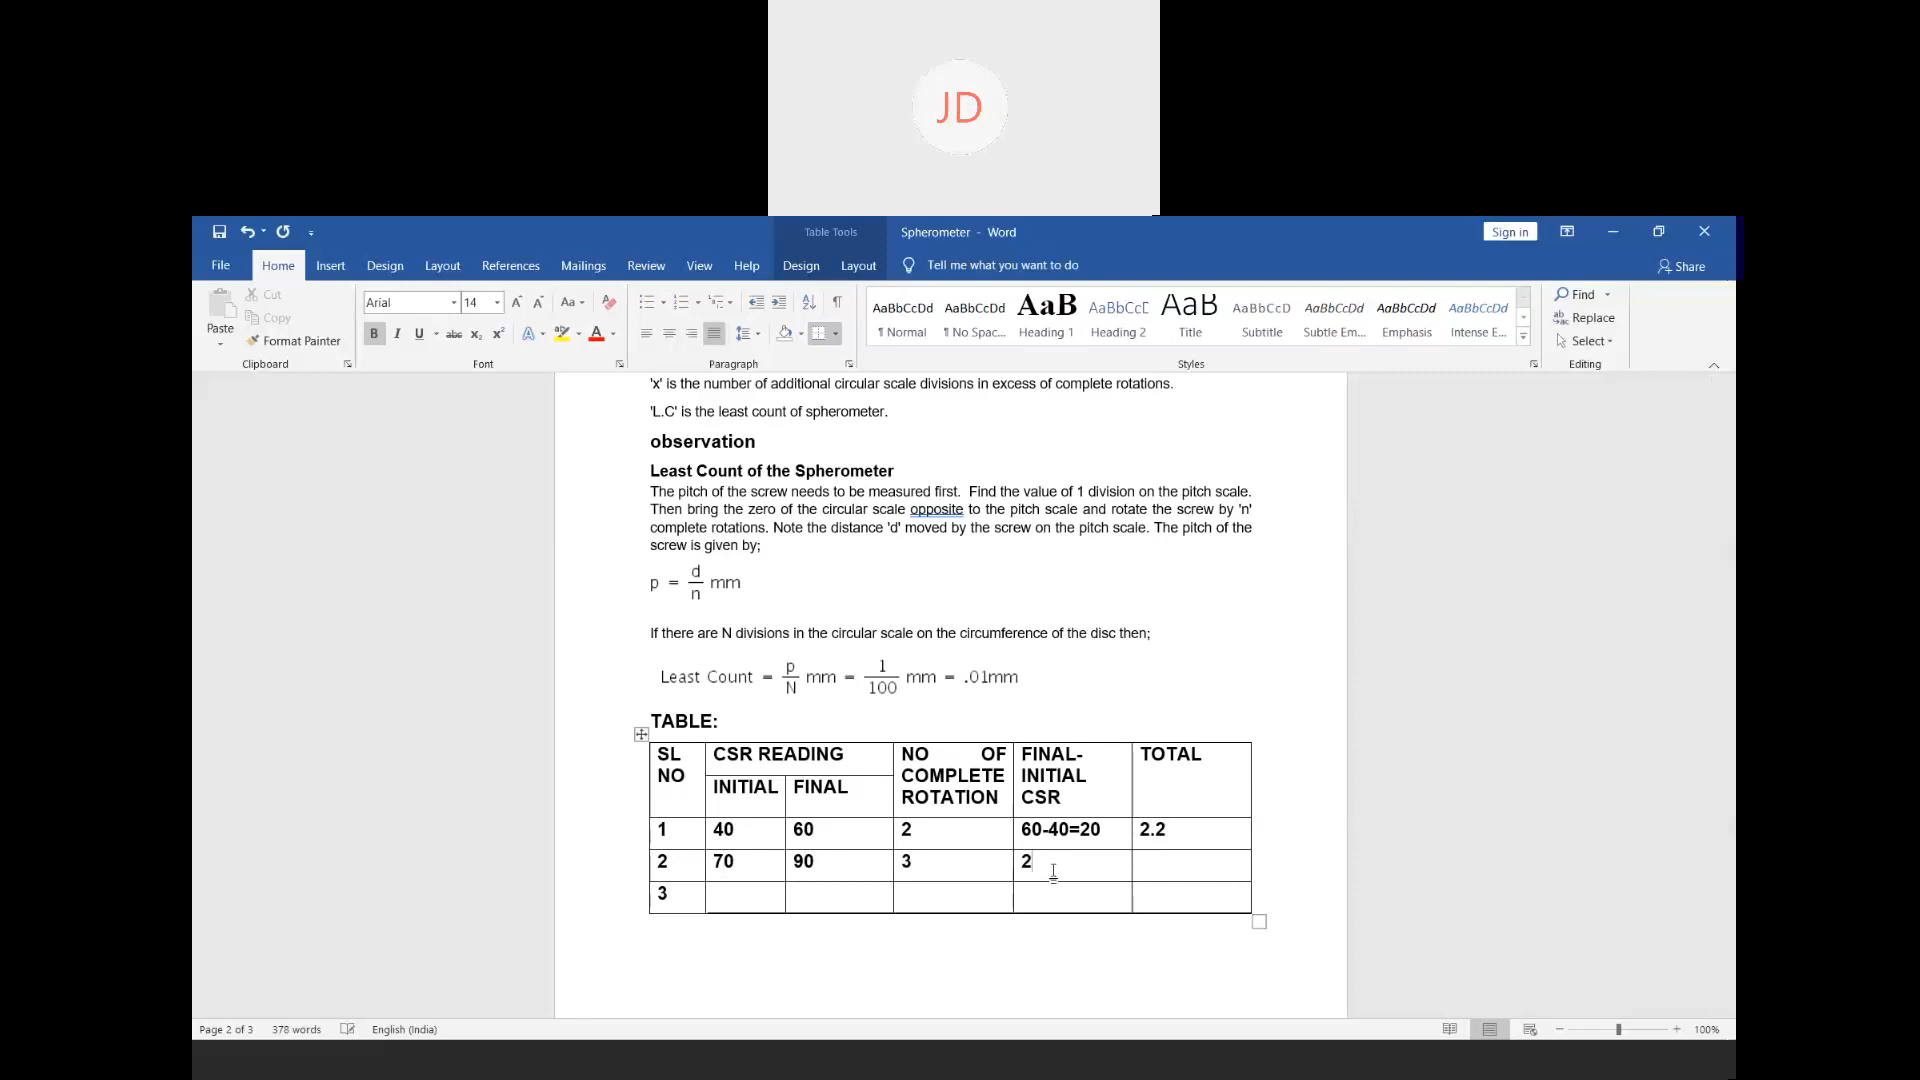 JD
Table Tools
Spherometer - Word
Sign in
File Home Insert Design Layout References Mailings Review View Help Design Layout Tell me what you want to do Share
Paste
Cut
Copy
Format Painter
Clipboard
Arial 14
Font
Paragraph
AaBbCcDd AaBbCcDd AaBbCcDd AaBbCcD AaB AaBbCcD AaBbCcDd AaBbCcDd AaBbCcDd
¶ Normal ¶ No Spac... Heading 1 Heading 2 Title Subtitle Subtle Em... Emphasis Intense E...
Styles
Find
Replace
Select
Editing
'x' is the number of additional circular scale divisions in excess of complete rotations.
'L.C' is the least count of spherometer.
observation
Least Count of the Spherometer
The pitch of the screw needs to be measured first. Find the value of 1 division on the pitch scale.
Then bring the zero of the circular scale opposite to the pitch scale and rotate the screw by 'n'
complete rotations. Note the distance 'd' moved by the screw on the pitch scale. The pitch of the
screw is given by;
p = d/n mm
If there are N divisions in the circular scale on the circumference of the disc then;
Least Count = p/N mm = 1/100 mm = .01mm
TABLE:
SL NO CSR READING NO OF COMPLETE ROTATION FINAL-INITIAL CSR TOTAL
INITIAL FINAL
1 40 60 2 60-40=20 2.2
2 70 90 3 2
3
Page 2 of 3 378 words English (India) 100%